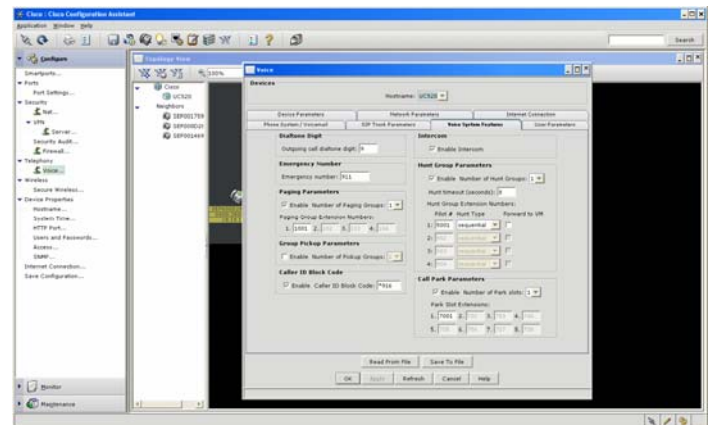 Cisco : Cisco Configuration Assistant
Application Window Help
Search
Configure
Smartports...
Ports
Port Settings...
Security
NAT...
VPN
Server...
Security Audit...
Firewall...
Telephony
Voice...
Wireless
Secure Wireless...
Device Properties
Hostname...
System Time...
HTTP Port...
Users and Passwords...
Access...
SNMP...
Internet Connection...
Save Configuration...
Monitor
Maintenance
Topology View
100%
Cisco
UC520
Neighbors
Voice
Devices
Hostname: UC520
Device Parameters Network Parameters Internet Connection
Phone System / Voicemail SIP Trunk Parameters Voice System Features User Parameters
Dialtone Digit
Outgoing call dialtone digit: 9
Emergency Number
Emergency number: 911
Paging Parameters
Enable Number of Paging Groups: 1
Paging Group Extension Numbers:
1. 1001 2. 3. 4.
Group Pickup Parameters
Enable Number of Pickup Groups:
Caller ID Block Code
Enable Caller ID Block Code:
Intercom
Enable Intercom
Hunt Group Parameters
Enable Number of Hunt Groups: 1
Hunt timeout (seconds): 8
Hunt Group Extension Numbers:
Pilot # Hunt Type Forward to VM
1: 5001 sequential
2: sequential
3: sequential
4: sequential
Call Park Parameters
Enable Number of Park slots: 1
Park Slot Extensions:
1. 7001 2. 3. 4.
5. 6. 7. 8.
Read From File Save To File
OK Apply Refresh Cancel Help